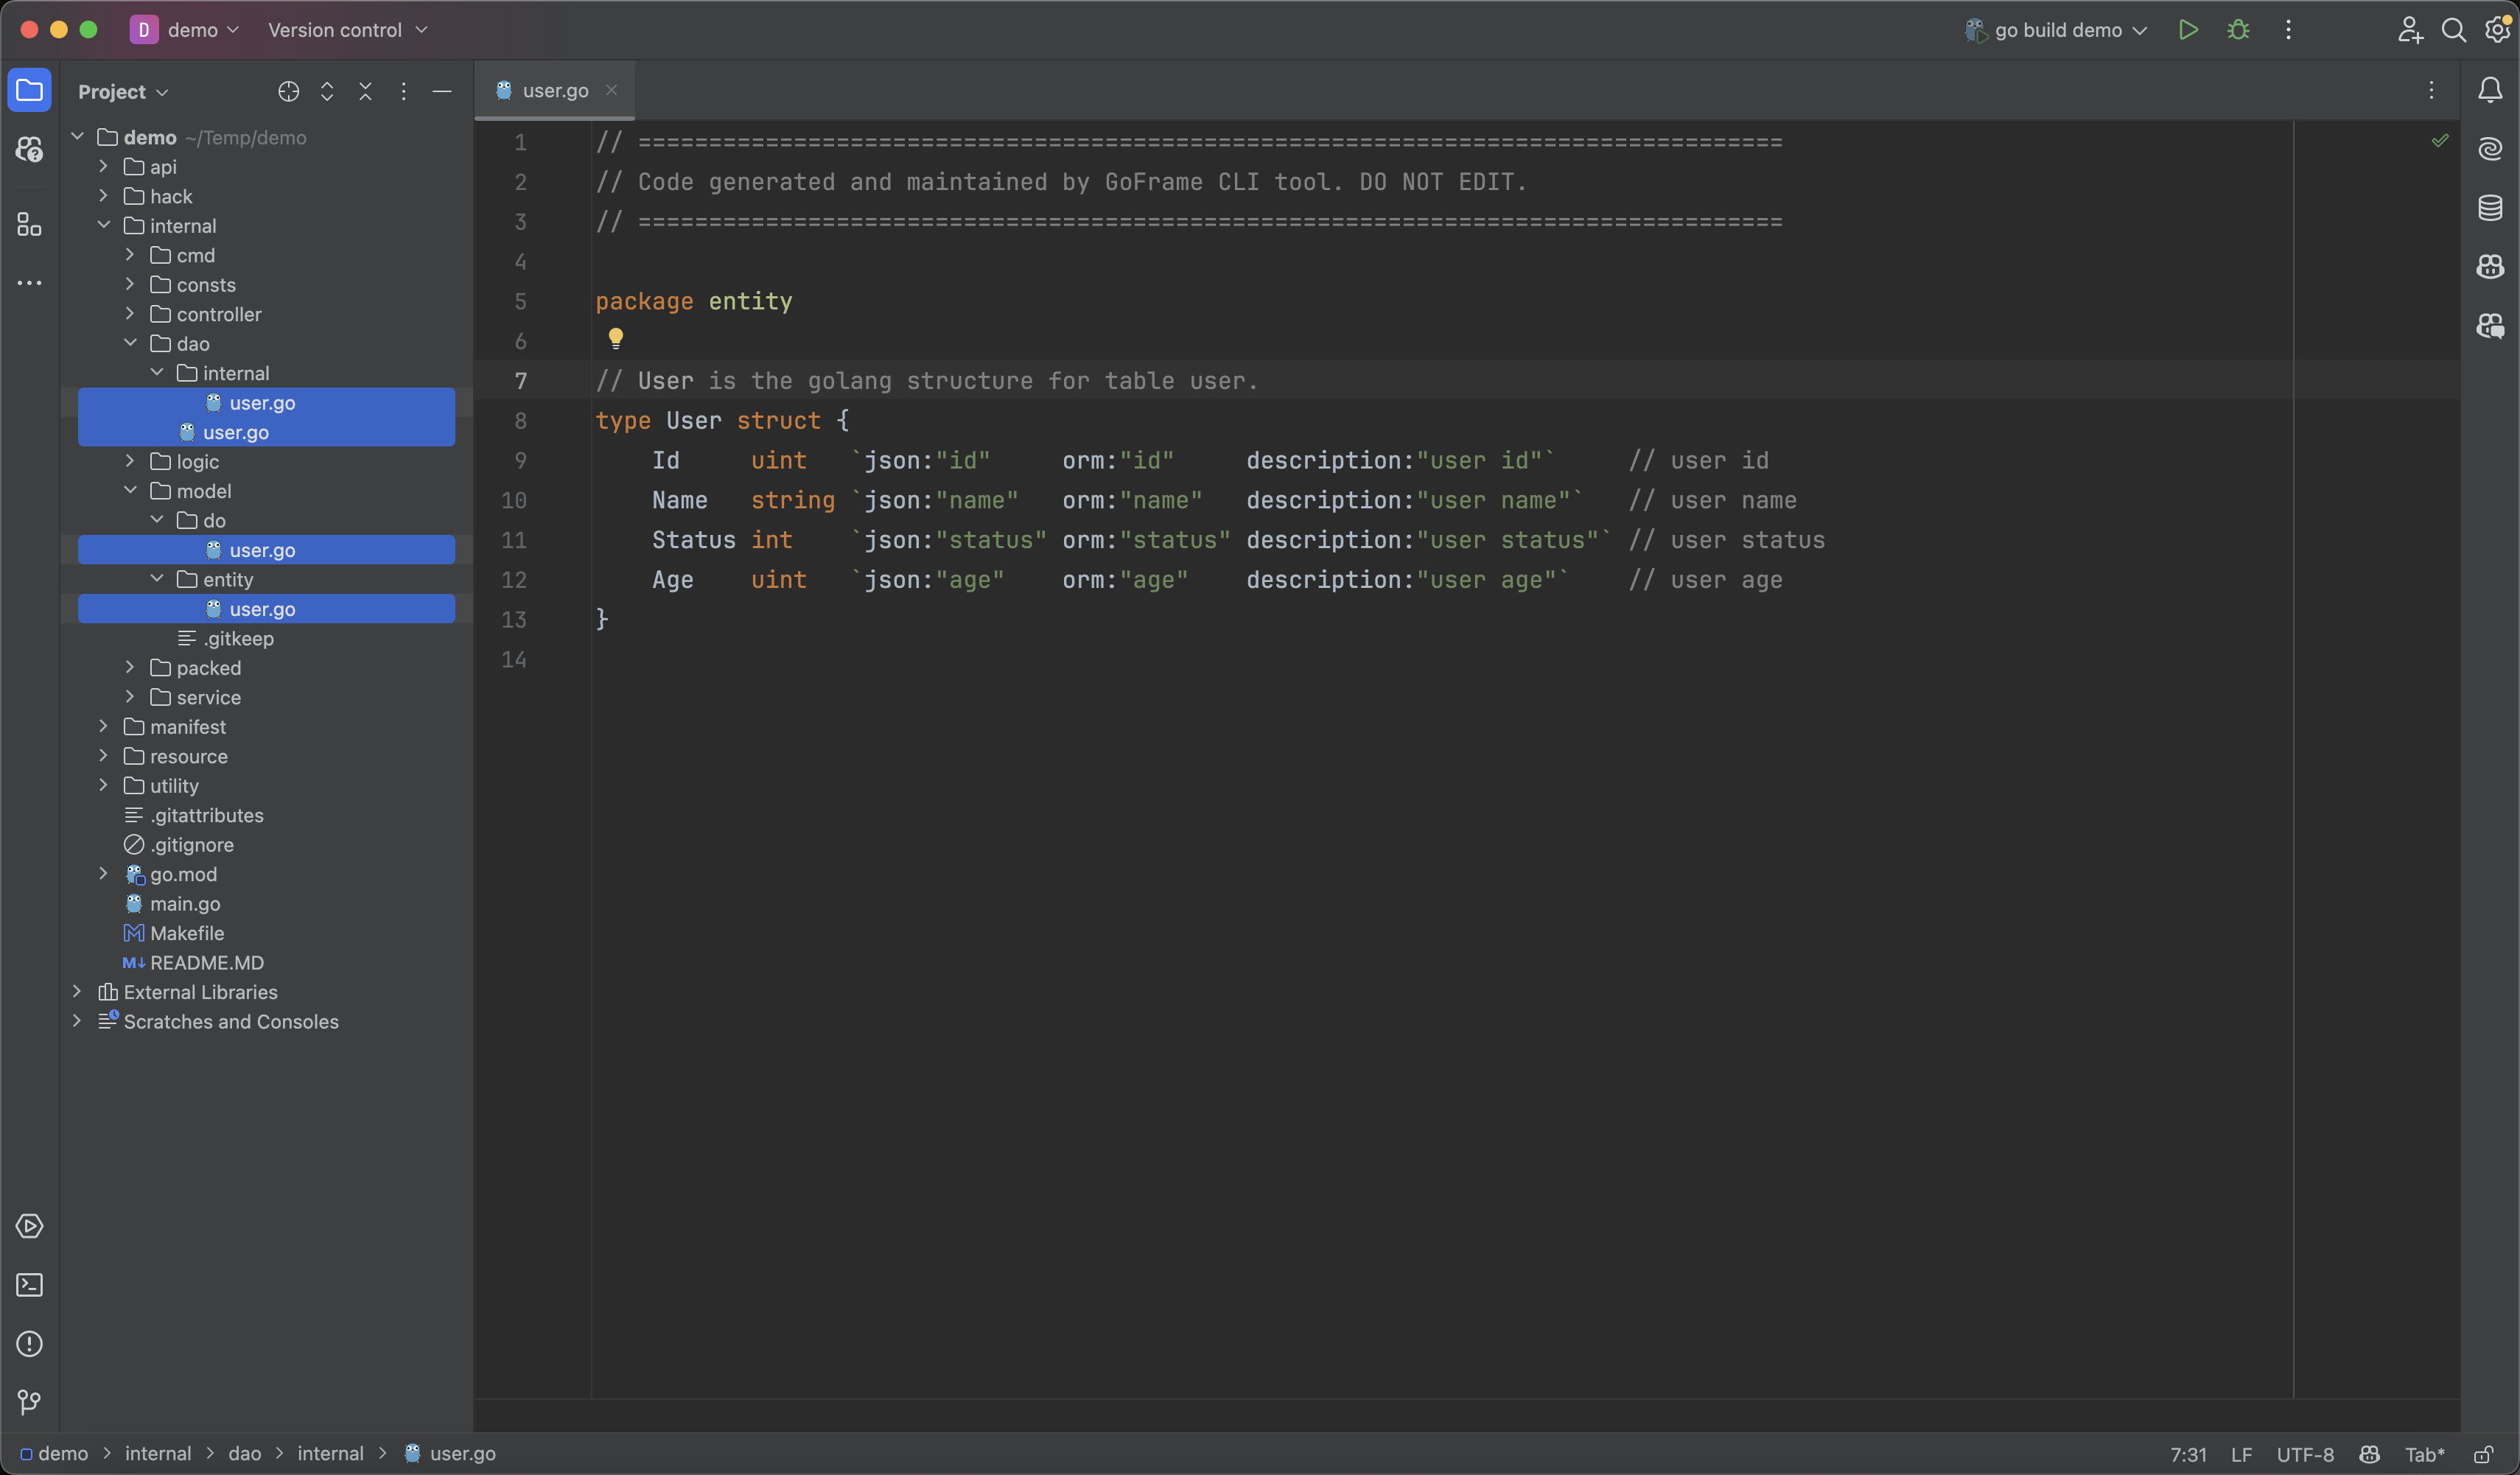 D demo Version control go build demo
Project
user.go
demo ~/Temp/demo
api
hack
internal
cmd
consts
controller
dao
internal
user.go
user.go
logic
model
do
user.go
entity
user.go
.gitkeep
packed
service
manifest
resource
utility
.gitattributes
.gitignore
go.mod
main.go
Makefile
M↓ README.MD
External Libraries
Scratches and Consoles
1 // =================================================================================
2 // Code generated and maintained by GoFrame CLI tool. DO NOT EDIT.
3 // =================================================================================
4
5 package entity
6
7 // User is the golang structure for table user.
8 type User struct {
9 Id uint `json:"id" orm:"id" description:"user id"` // user id
10 Name string `json:"name" orm:"name" description:"user name"` // user name
11 Status int `json:"status" orm:"status" description:"user status"` // user status
12 Age uint `json:"age" orm:"age" description:"user age"` // user age
13 }
14
demo > internal > dao > internal > user.go
7:31 LF UTF-8 Tab*